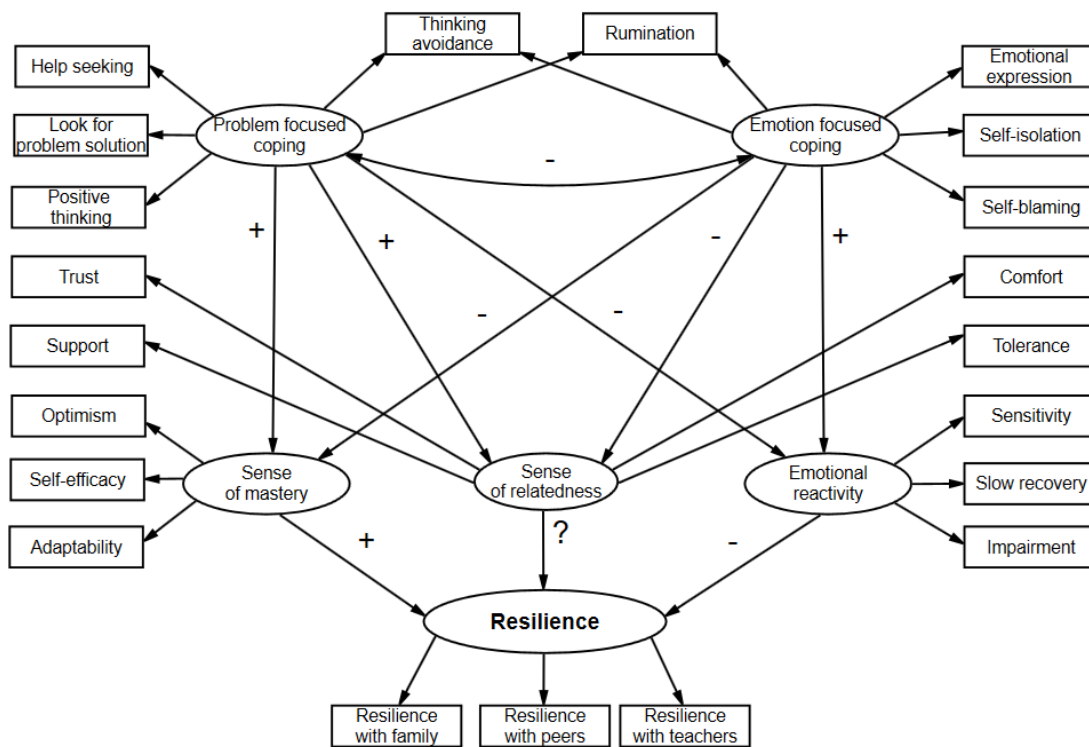 Thinking
avoidance
Rumination
Help seeking
Emotional
expression
Problem focused
coping
Emotion focused
coping
Look for
problem solution
Self-isolation
-
Positive
thinking
Self-blaming
+
+
-
+
Trust
Comfort
-
-
Support
Tolerance
Optimism
Sensitivity
Self-efficacy
Sense
of mastery
Sense
of relatedness
Emotional
reactivity
Slow recovery
Adaptability
+
?
-
Impairment
Resilience
Resilience
with family
Resilience
with peers
Resilience
with teachers